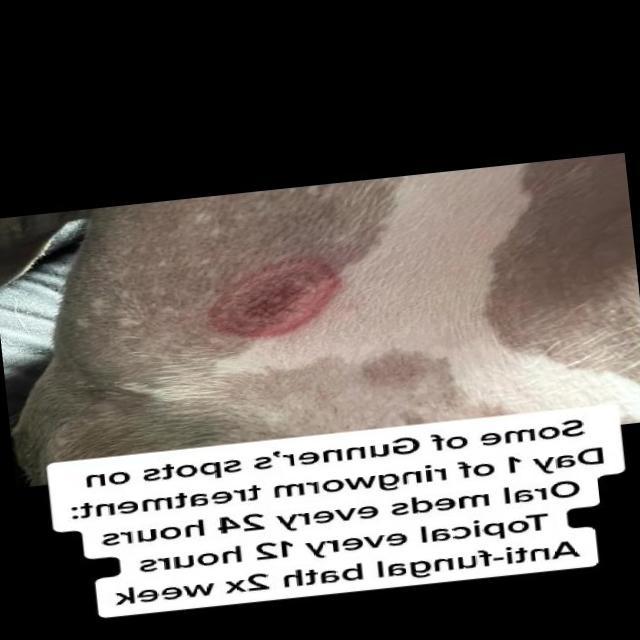 Some of Gunner's spots on
Day 1 of ringworm treatment:
Oral meds every 24 hours
Topical every 12 hours
Anti-fungal bath 2x week